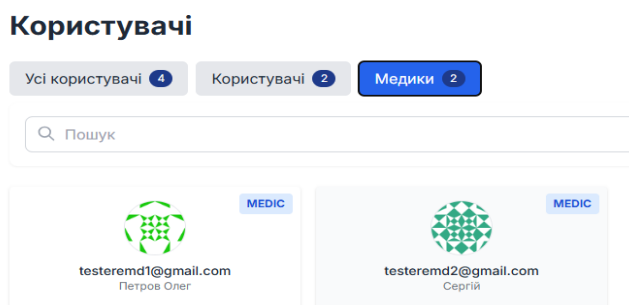 Користувачі
Усі користувачі 4 Користувачі 2 Медики 2
Пошук
MEDIC MEDIC
testeremd1@gmail.com testeremd2@gmail.com
Петров Олег Сергій